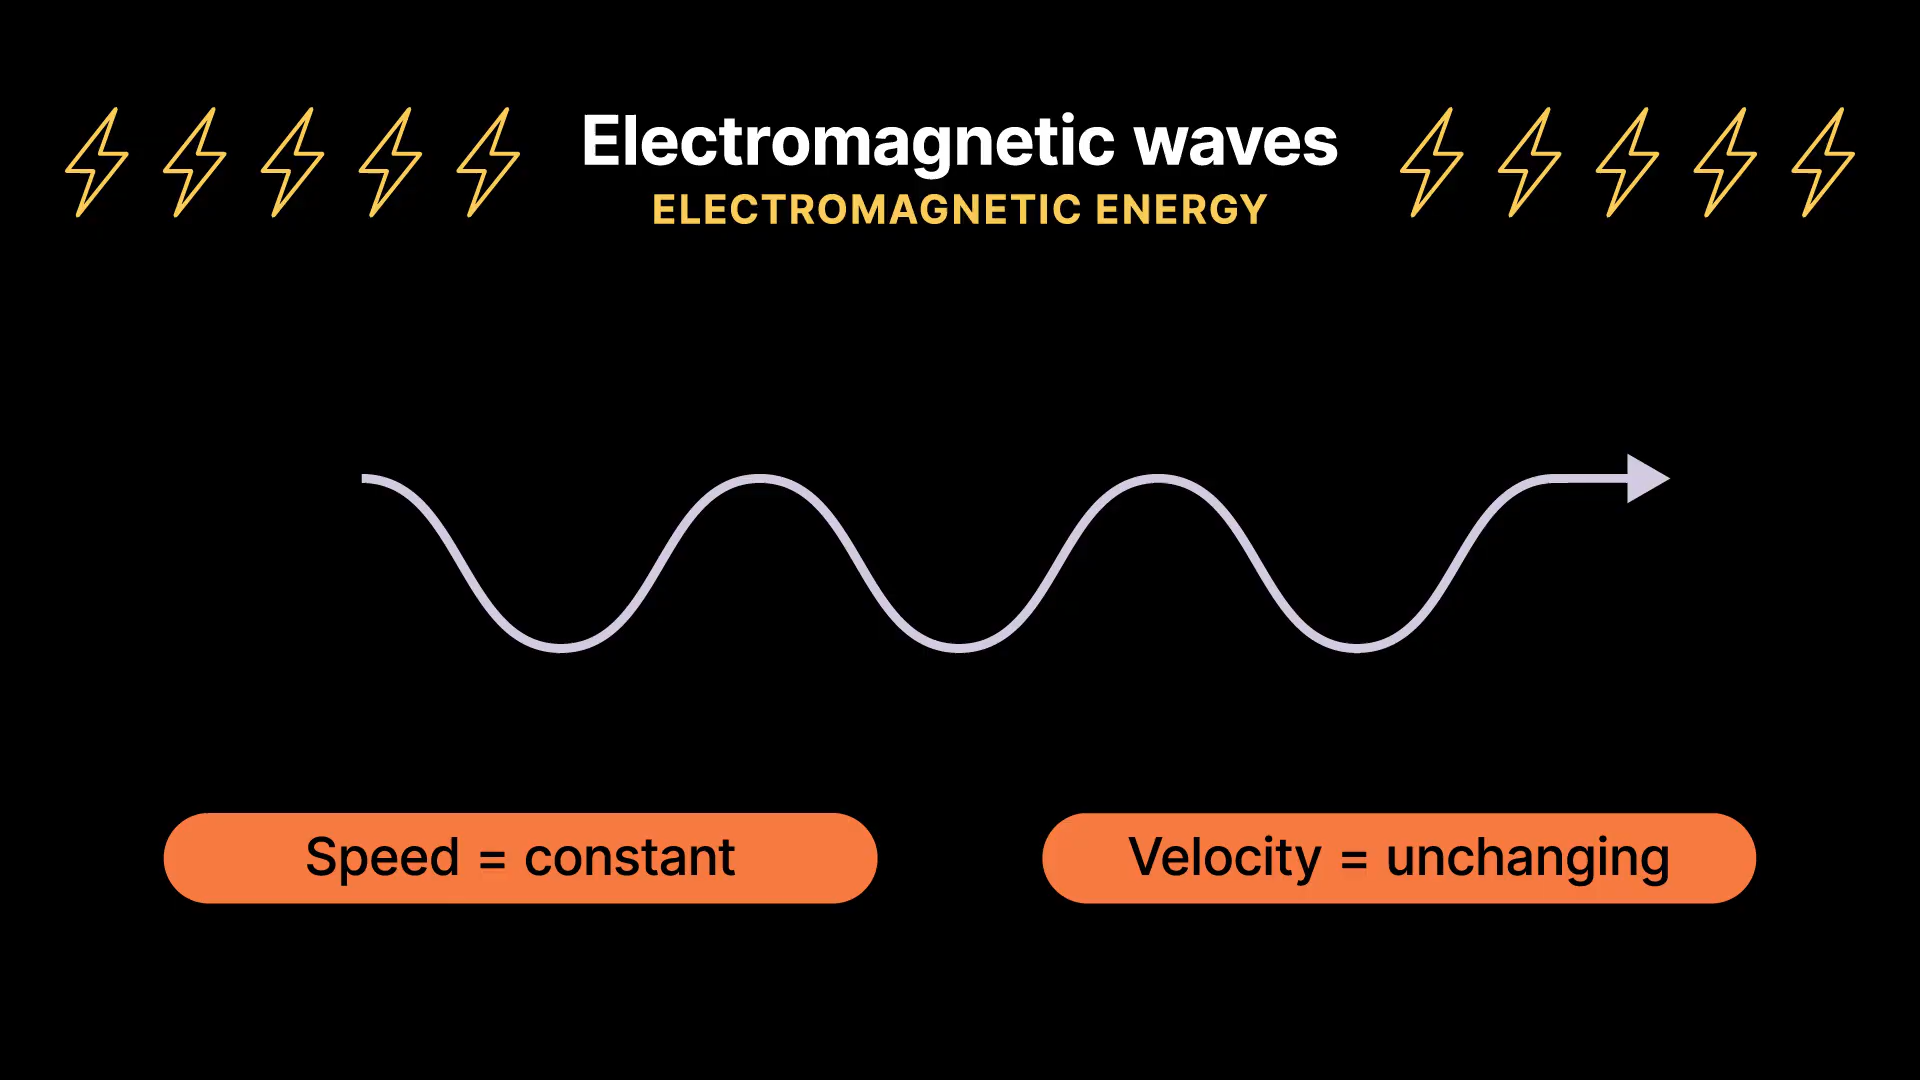 Electromagnetic waves
ELECTROMAGNETIC ENERGY
Speed = constant
Velocity = unchanging